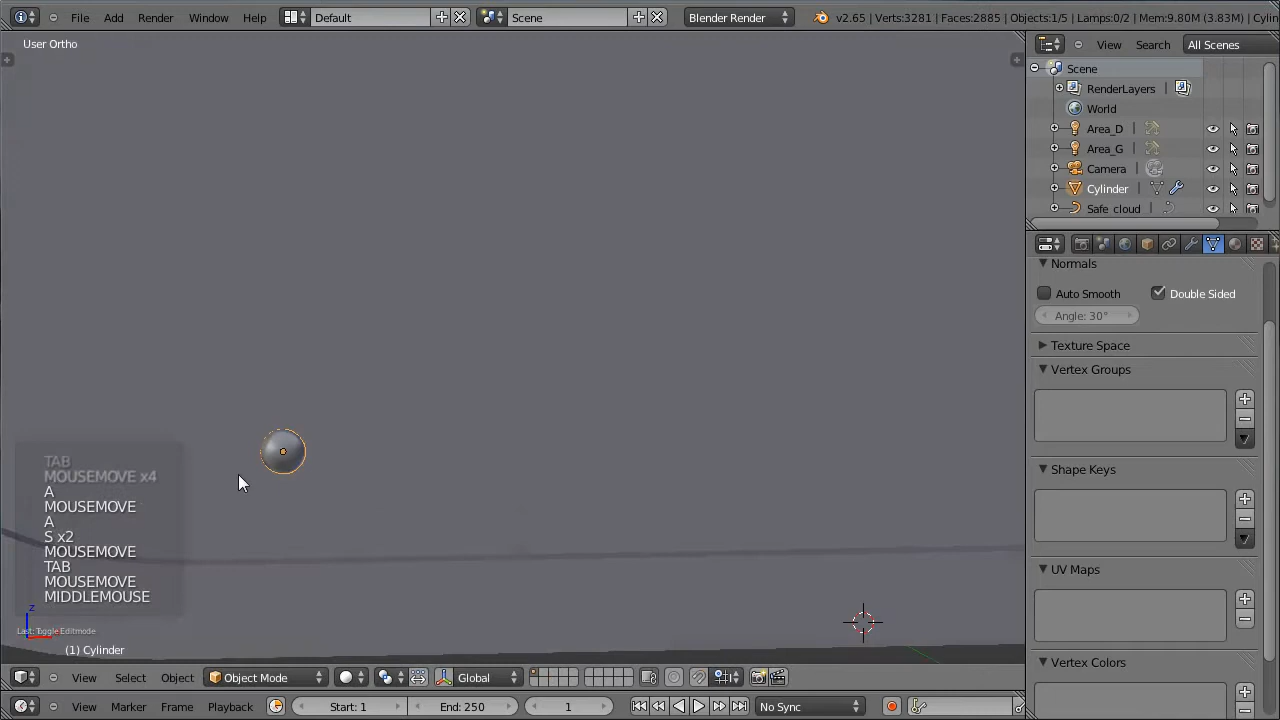 File Add Render Window Help Default Scene Blender Render v2.65 | Verts:3281 | Faces:2885 | Objects:1/5 | Lamps:0/2 | Mem:9.80M (3.83M) | Cylin
User Ortho
View Search All Scenes
Scene
RenderLayers
World
Area_D
Area_G
Camera
Cylinder
Safe cloud
Normals
Auto Smooth Double Sided
Angle: 30°
Texture Space
Vertex Groups
Shape Keys
UV Maps
Vertex Colors
TAB
MOUSEMOVE x4
A
MOUSEMOVE
A
S x2
MOUSEMOVE
TAB
MOUSEMOVE
MIDDLEMOUSE
z
Last: Toggle Editmode
(1) Cylinder
View Select Object Object Mode Global
View Marker Frame Playback Start: 1 End: 250 1 No Sync